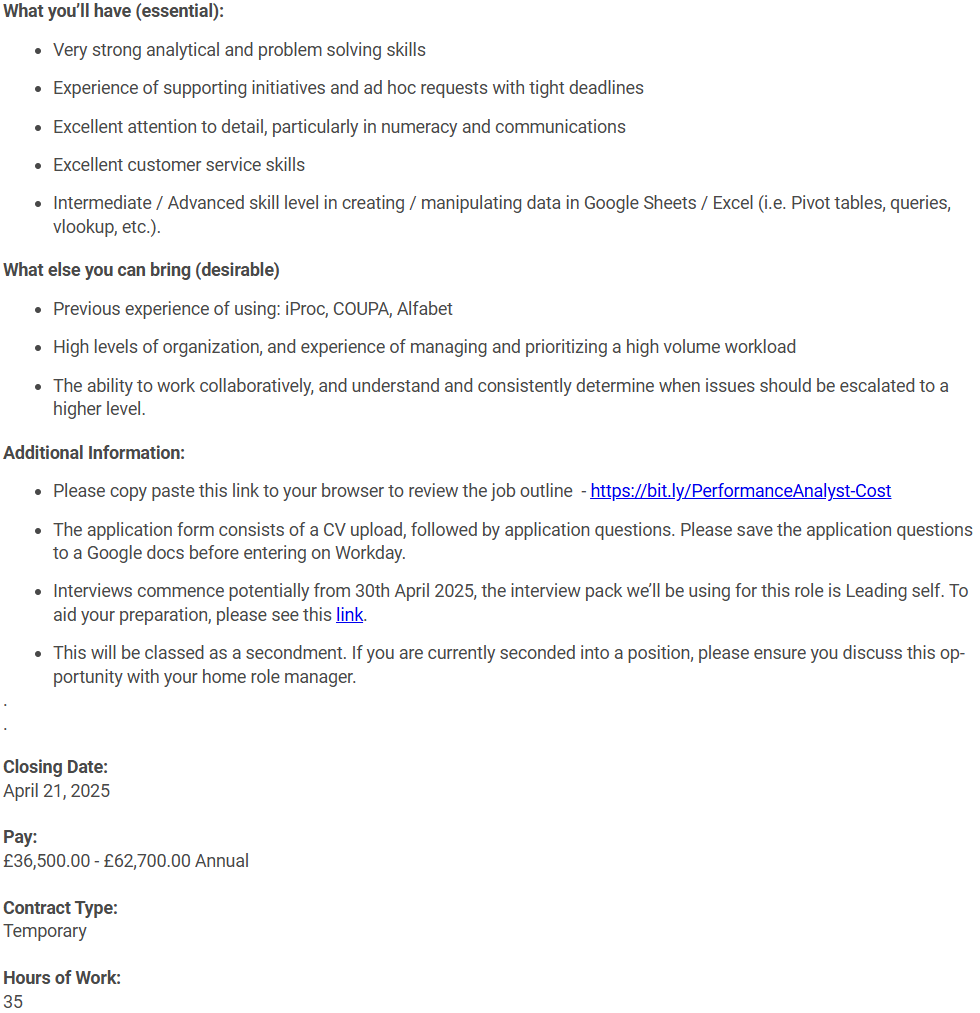 What you’ll have (essential):
Very strong analytical and problem solving skills
Experience of supporting initiatives and ad hoc requests with tight deadlines
Excellent attention to detail, particularly in numeracy and communications
Excellent customer service skills
Intermediate / Advanced skill level in creating / manipulating data in Google Sheets / Excel (i.e. Pivot tables, queries,
vlookup, etc.).
What else you can bring (desirable)
Previous experience of using: iProc, COUPA, Alfabet
High levels of organization, and experience of managing and prioritizing a high volume workload
The ability to work collaboratively, and understand and consistently determine when issues should be escalated to a
higher level.
Additional Information:
Please copy paste this link to your browser to review the job outline  - https://bit.ly/PerformanceAnalyst-Cost
The application form consists of a CV upload, followed by application questions. Please save the application questions
to a Google docs before entering on Workday.
Interviews commence potentially from 30th April 2025, the interview pack we’ll be using for this role is Leading self. To
aid your preparation, please see this link.
This will be classed as a secondment. If you are currently seconded into a position, please ensure you discuss this op-
portunity with your home role manager.
.
.
Closing Date:
April 21, 2025
Pay:
£36,500.00 - £62,700.00 Annual
Contract Type:
Temporary
Hours of Work:
35